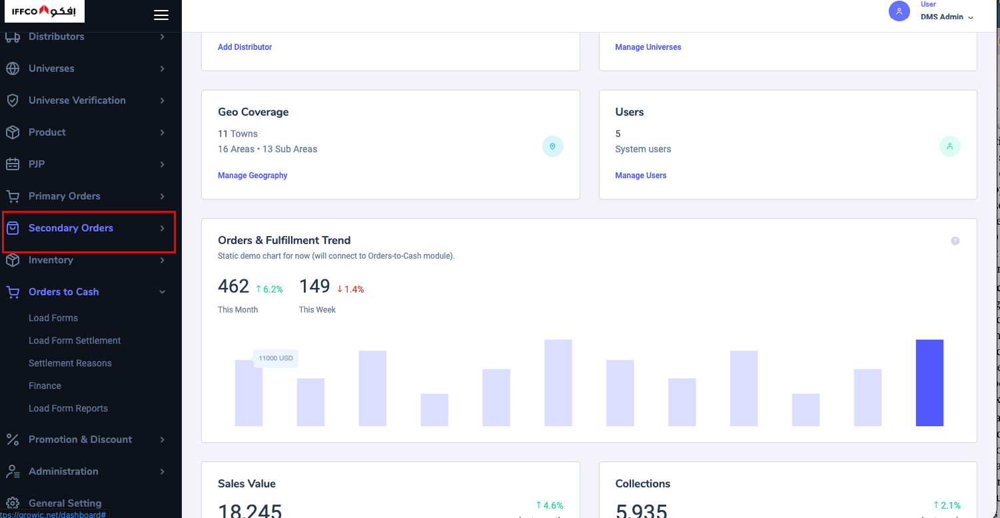 IFFCO إفكو
User
DMS Admin
Distributors
Universes
Universe Verification
Product
PJP
Primary Orders
Secondary Orders
Inventory
Orders to Cash
Load Forms
Load Form Settlement
Settlement Reasons
Finance
Load Form Reports
Promotion & Discount
Administration
General Setting
tps://growic.net/dashboard#
Add Distributor
Manage Universes
Geo Coverage
11 Towns
16 Areas • 13 Sub Areas
Manage Geography
Users
5
System users
Manage Users
Orders & Fulfillment Trend
?
Static demo chart for now (will connect to Orders-to-Cash module).
462 ↑ 6.2%
This Month
149 ↓ 1.4%
This Week
11000 USD
Sales Value
18,245
↑ 4.6%
Collections
5,935
↑ 2.1%